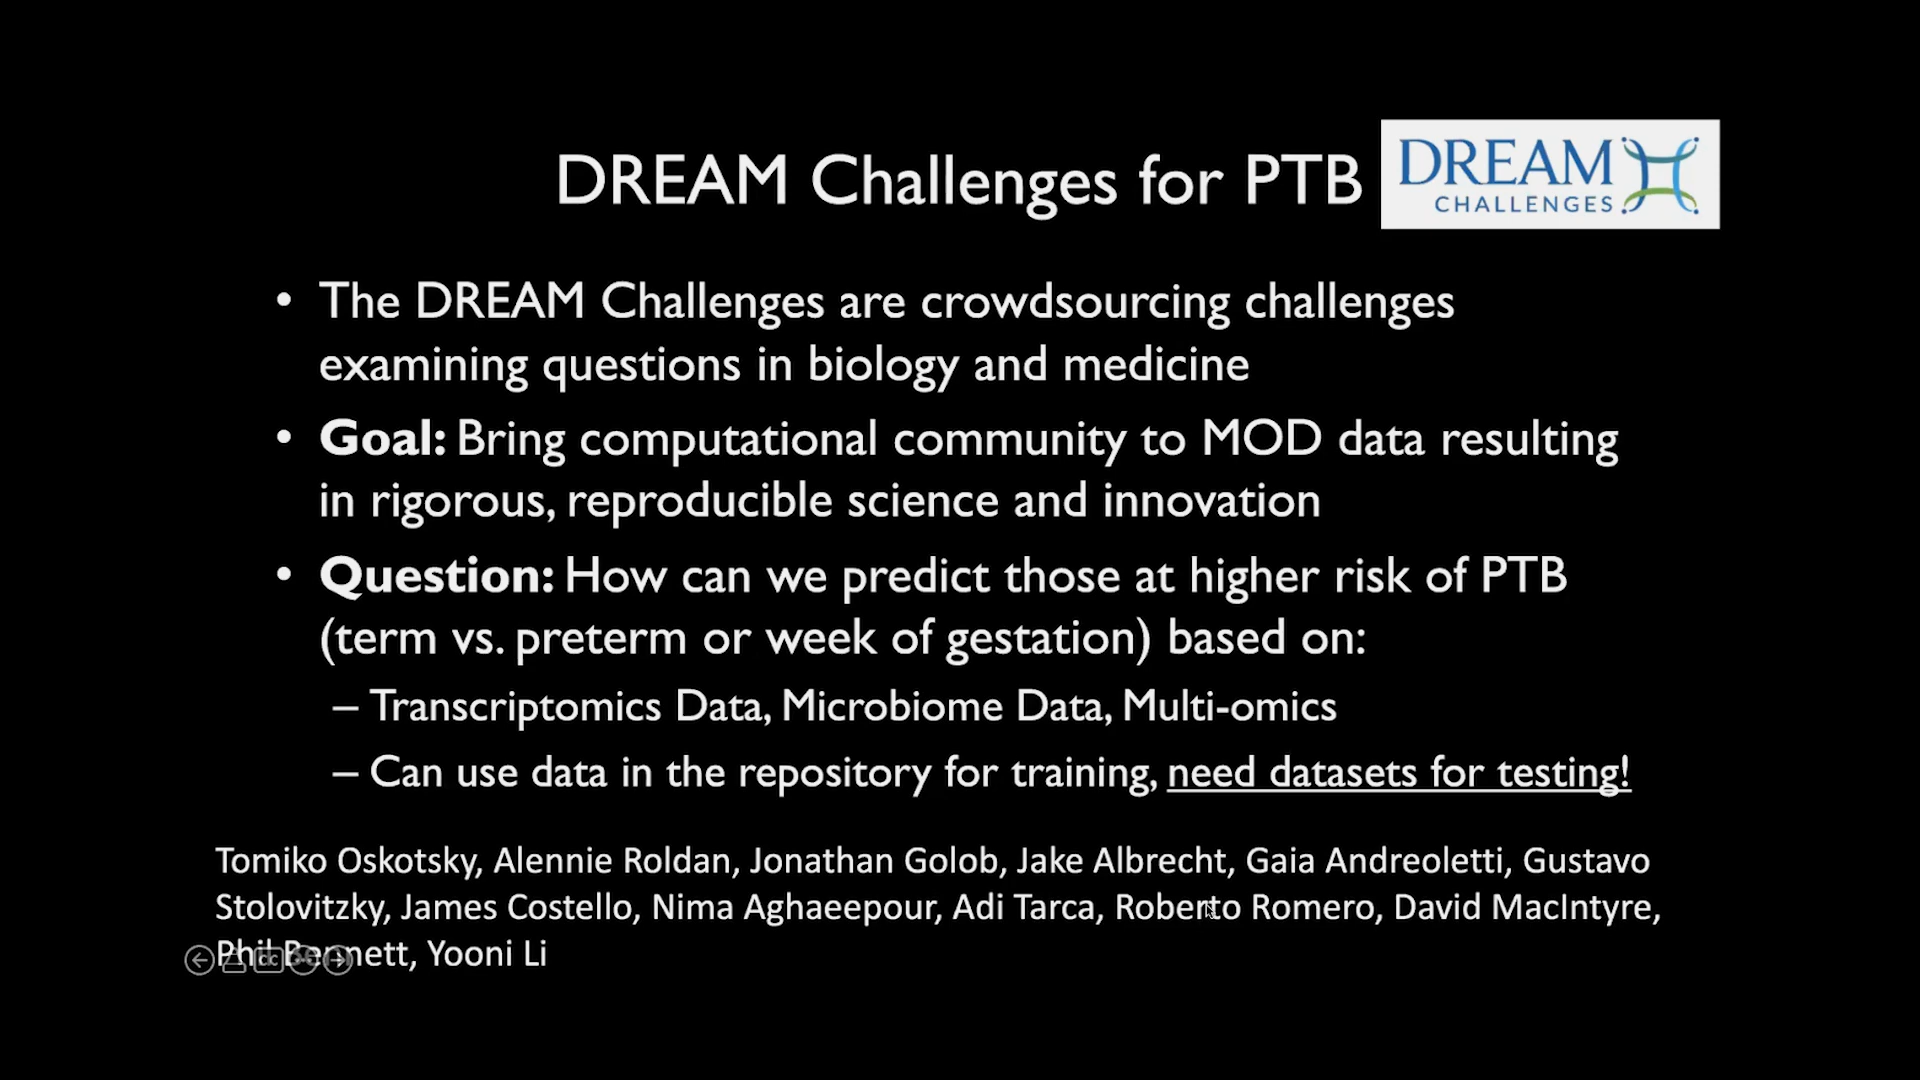 DREAM Challenges for PTB
DREAM
CHALLENGES
• The DREAM Challenges are crowdsourcing challenges
examining questions in biology and medicine
• Goal: Bring computational community to MOD data resulting
in rigorous, reproducible science and innovation
• Question: How can we predict those at higher risk of PTB
(term vs. preterm or week of gestation) based on:
– Transcriptomics Data, Microbiome Data, Multi-omics
– Can use data in the repository for training, need datasets for testing!
Tomiko Oskotsky, Alennie Roldan, Jonathan Golob, Jake Albrecht, Gaia Andreoletti, Gustavo
Stolovitzky, James Costello, Nima Aghaeepour, Adi Tarca, Roberto Romero, David MacIntyre,
Phil Bennett, Yooni Li